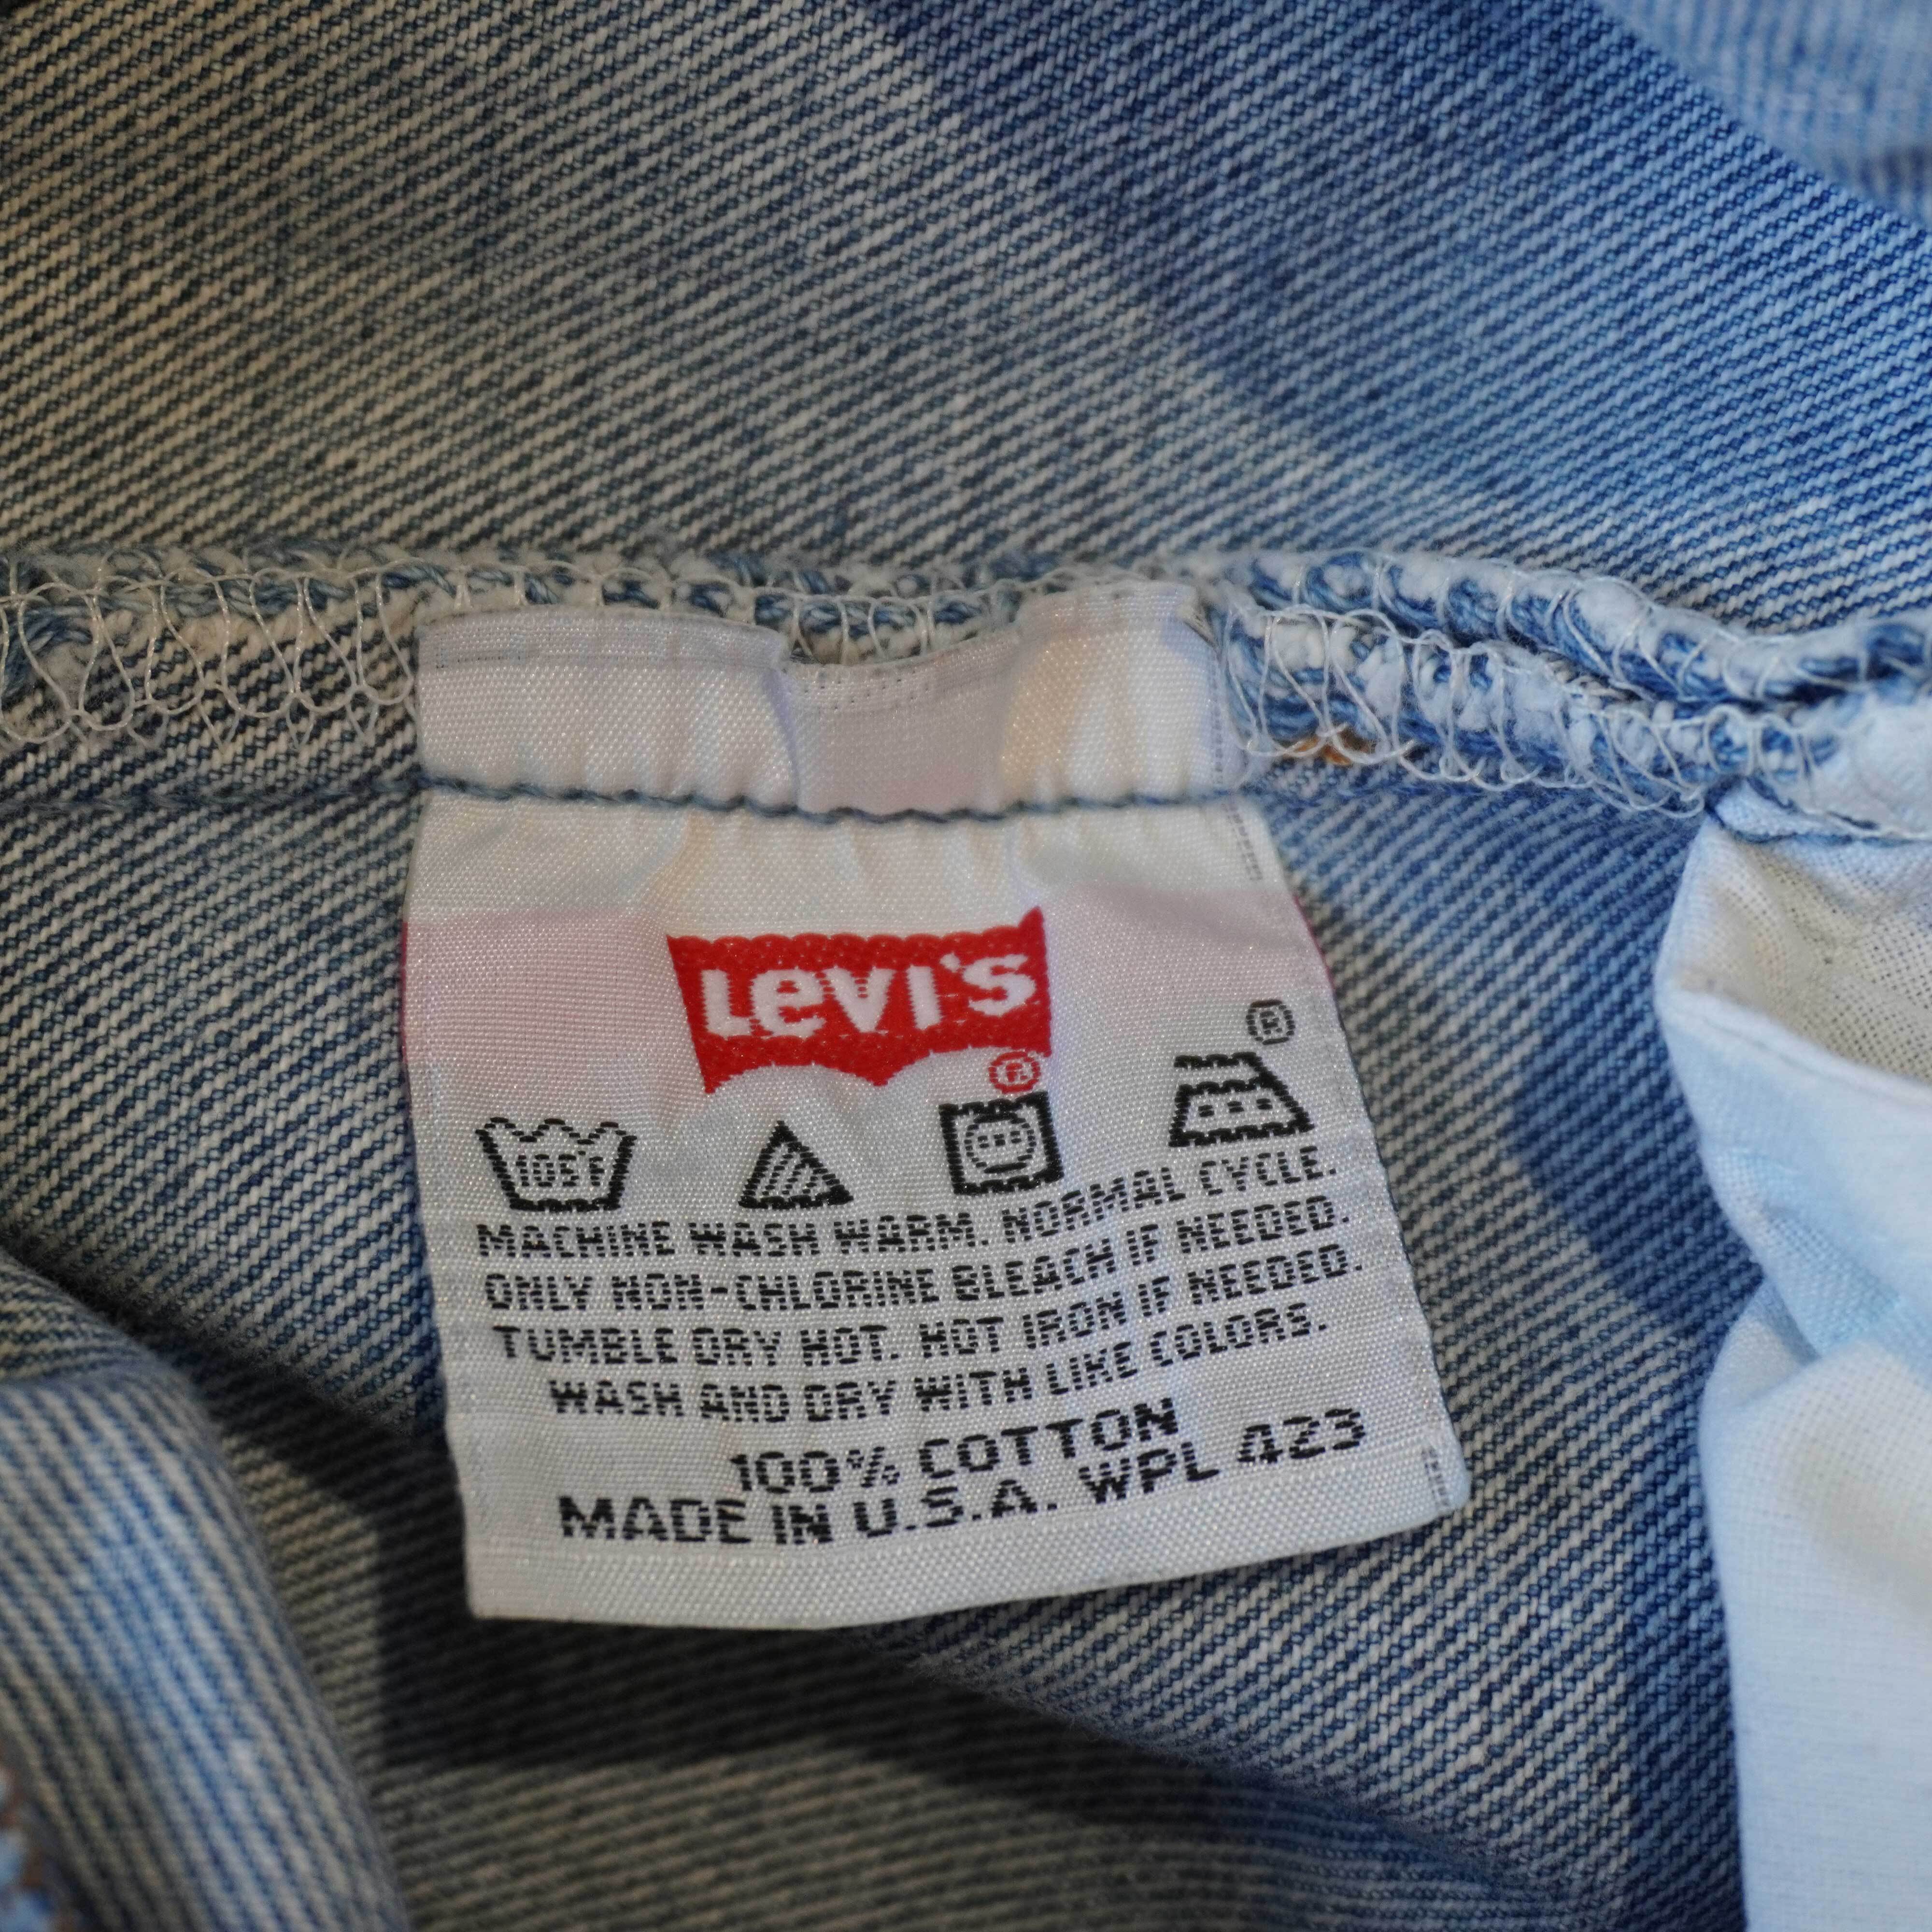 LEVI'S
®
®
105°F
MACHINE WASH WARM. NORMAL CYCLE.
ONLY NON-CHLORINE BLEACH IF NEEDED.
TUMBLE DRY HOT. HOT IRON IF NEEDED.
WASH AND DRY WITH LIKE COLORS.
100% COTTON
MADE IN U.S.A. WPL 423